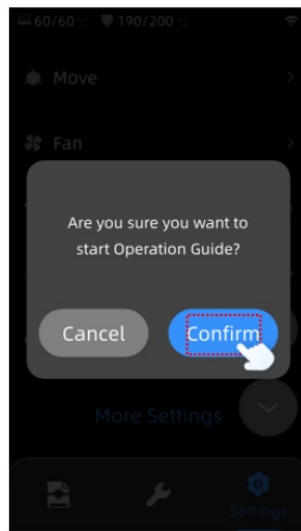 60/60℃ 190/200℃
Move
Fan
Are you sure you want to
start Operation Guide?
Cancel Confirm
More Settings
Settings